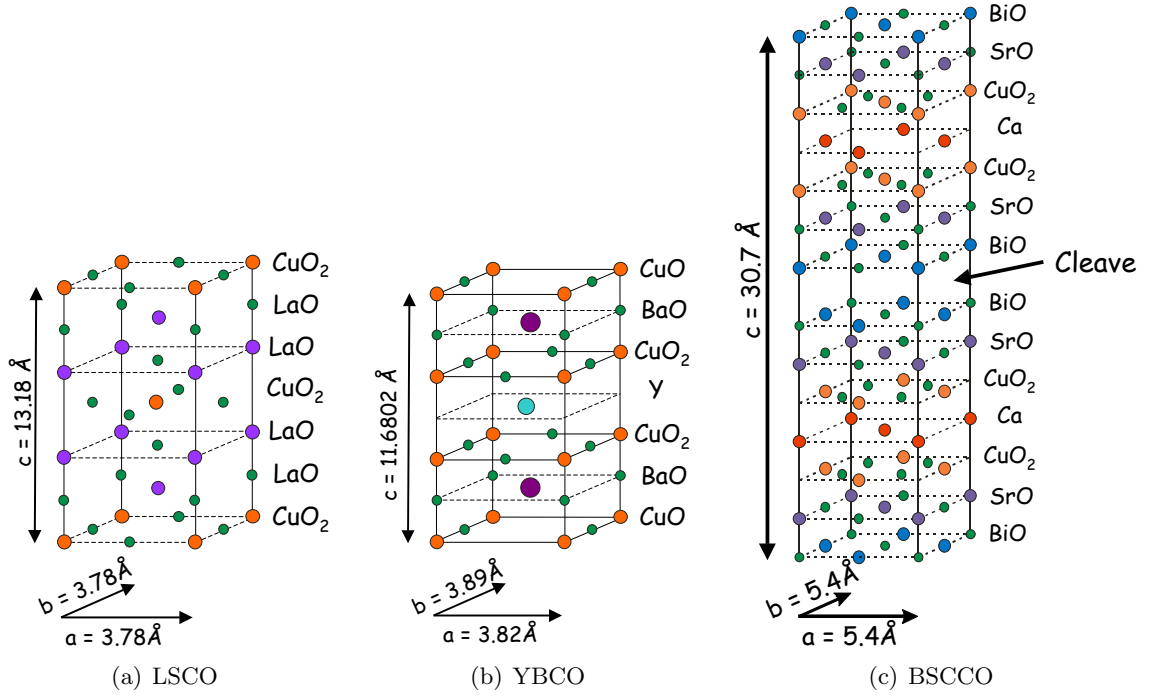 CuO₂
LaO
LaO
CuO₂
LaO
LaO
CuO₂
c = 13.18 Å
b = 3.78Å
a = 3.78Å
(a) LSCO
CuO
BaO
CuO₂
Y
CuO₂
BaO
CuO
c = 11.6802 Å
b = 3.89Å
a = 3.82Å
(b) YBCO
BiO
SrO
CuO₂
Ca
CuO₂
SrO
BiO
Cleave
BiO
SrO
CuO₂
Ca
CuO₂
SrO
BiO
c = 30.7 Å
b = 5.4Å
a = 5.4Å
(c) BSCCO